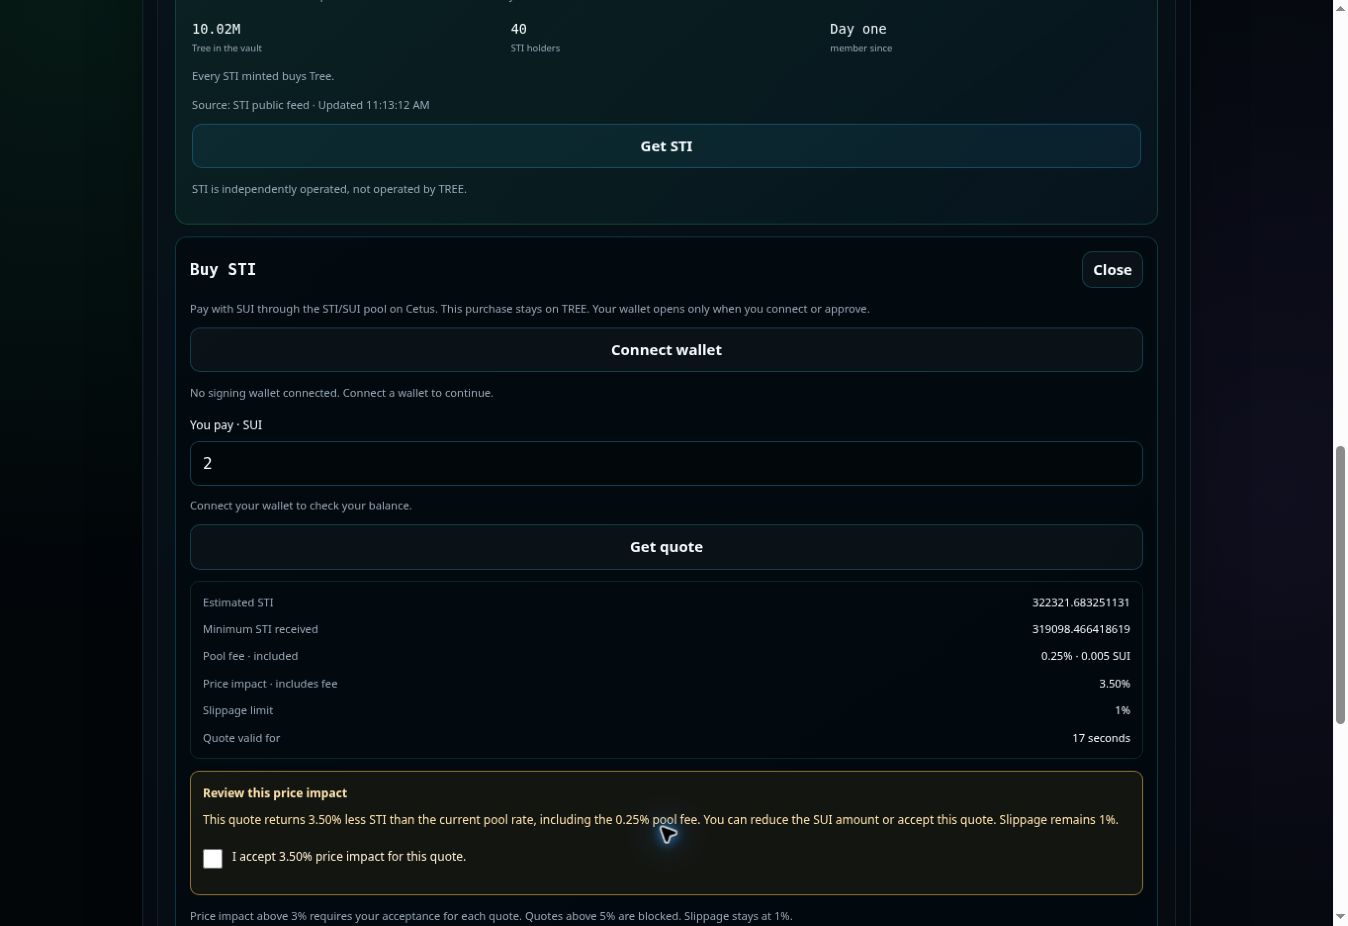 10.02M
Tree in the vault
40
STI holders
Day one
member since
Every STI minted buys Tree.
Source: STI public feed · Updated 11:13:12 AM
Get STI
STI is independently operated, not operated by TREE.
Buy STI
Close
Pay with SUI through the STI/SUI pool on Cetus. This purchase stays on TREE. Your wallet opens only when you connect or approve.
Connect wallet
No signing wallet connected. Connect a wallet to continue.
You pay · SUI
2
Connect your wallet to check your balance.
Get quote
Estimated STI 322321.683251131
Minimum STI received 319098.466418619
Pool fee · included 0.25% · 0.005 SUI
Price impact · includes fee 3.50%
Slippage limit 1%
Quote valid for 17 seconds
Review this price impact
This quote returns 3.50% less STI than the current pool rate, including the 0.25% pool fee. You can reduce the SUI amount or accept this quote. Slippage remains 1%.
I accept 3.50% price impact for this quote.
Price impact above 3% requires your acceptance for each quote. Quotes above 5% are blocked. Slippage stays at 1%.